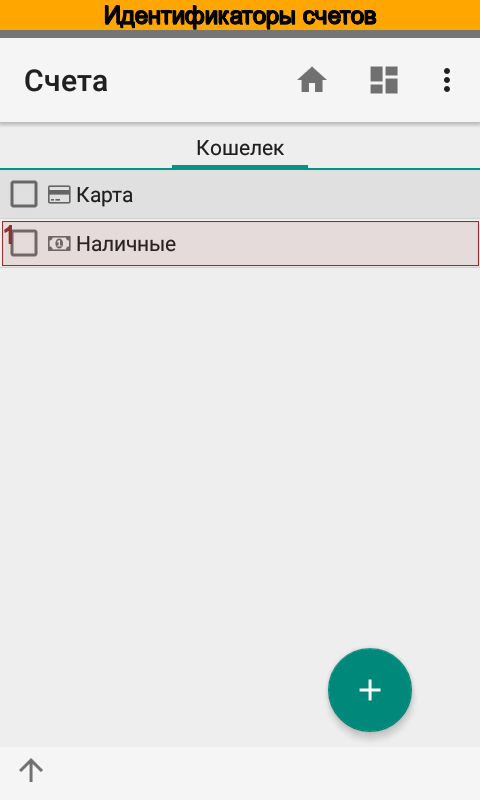 Идентификаторы счетов
Счета
Кошелек
Карта
1
Наличные